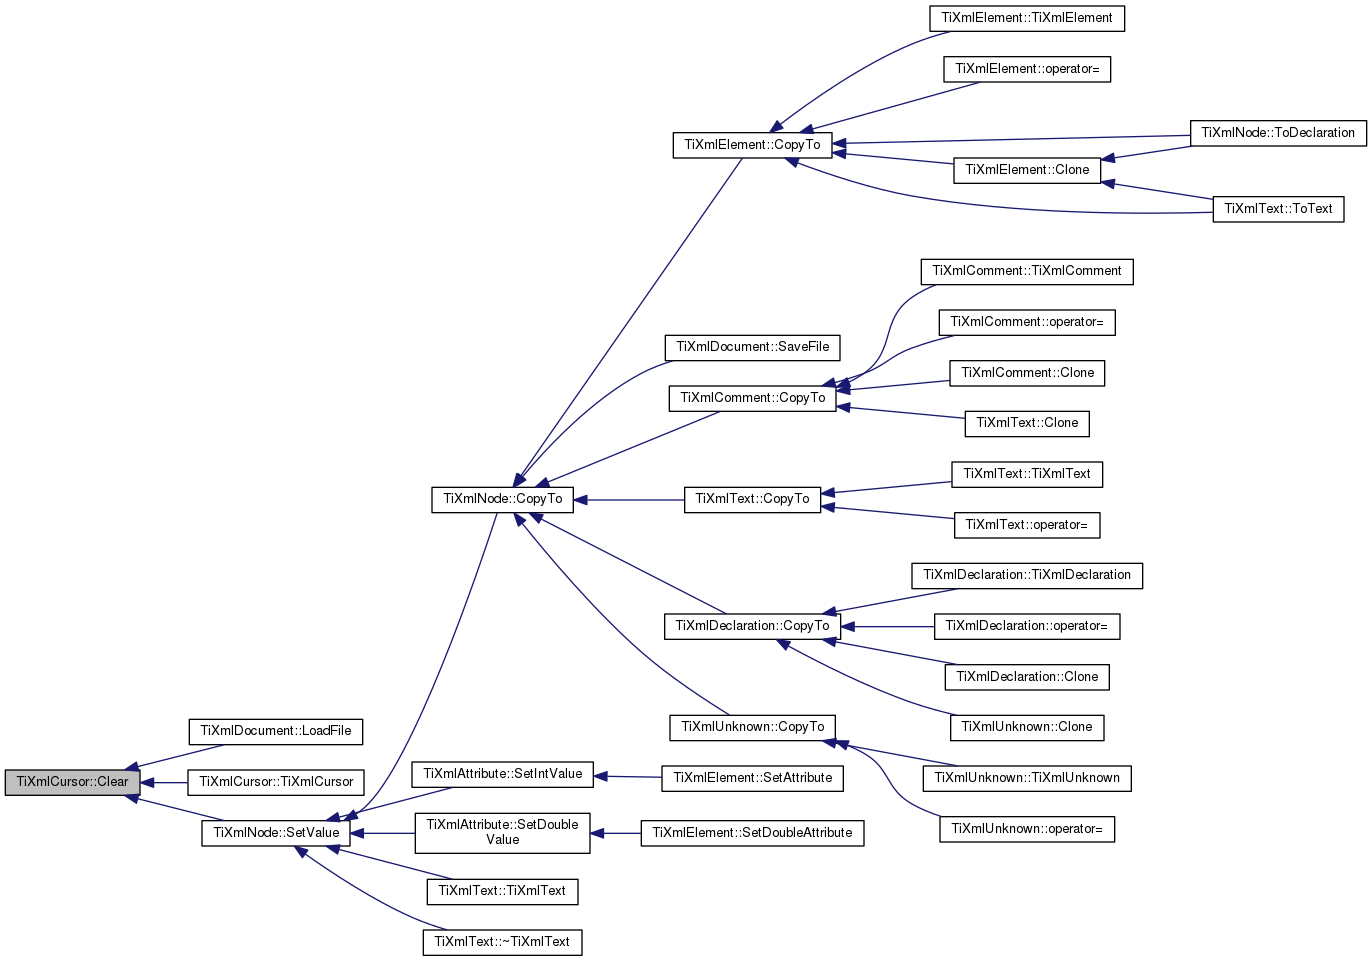 TiXmlElement::TiXmlElement
TiXmlElement::operator=
TiXmlNode::ToDeclaration
TiXmlElement::CopyTo
TiXmlElement::Clone
TiXmlText::ToText
TiXmlComment::TiXmlComment
TiXmlComment::operator=
TiXmlDocument::SaveFile
TiXmlComment::Clone
TiXmlComment::CopyTo
TiXmlText::Clone
TiXmlText::TiXmlText
TiXmlNode::CopyTo
TiXmlText::CopyTo
TiXmlText::operator=
TiXmlDeclaration::TiXmlDeclaration
TiXmlDeclaration::CopyTo
TiXmlDeclaration::operator=
TiXmlDeclaration::Clone
TiXmlUnknown::CopyTo
TiXmlUnknown::Clone
TiXmlDocument::LoadFile
TiXmlCursor::Clear
TiXmlCursor::TiXmlCursor
TiXmlAttribute::SetIntValue
TiXmlElement::SetAttribute
TiXmlUnknown::TiXmlUnknown
TiXmlNode::SetValue
TiXmlAttribute::SetDouble
Value
TiXmlElement::SetDoubleAttribute
TiXmlUnknown::operator=
TiXmlText::TiXmlText
TiXmlText::~TiXmlText